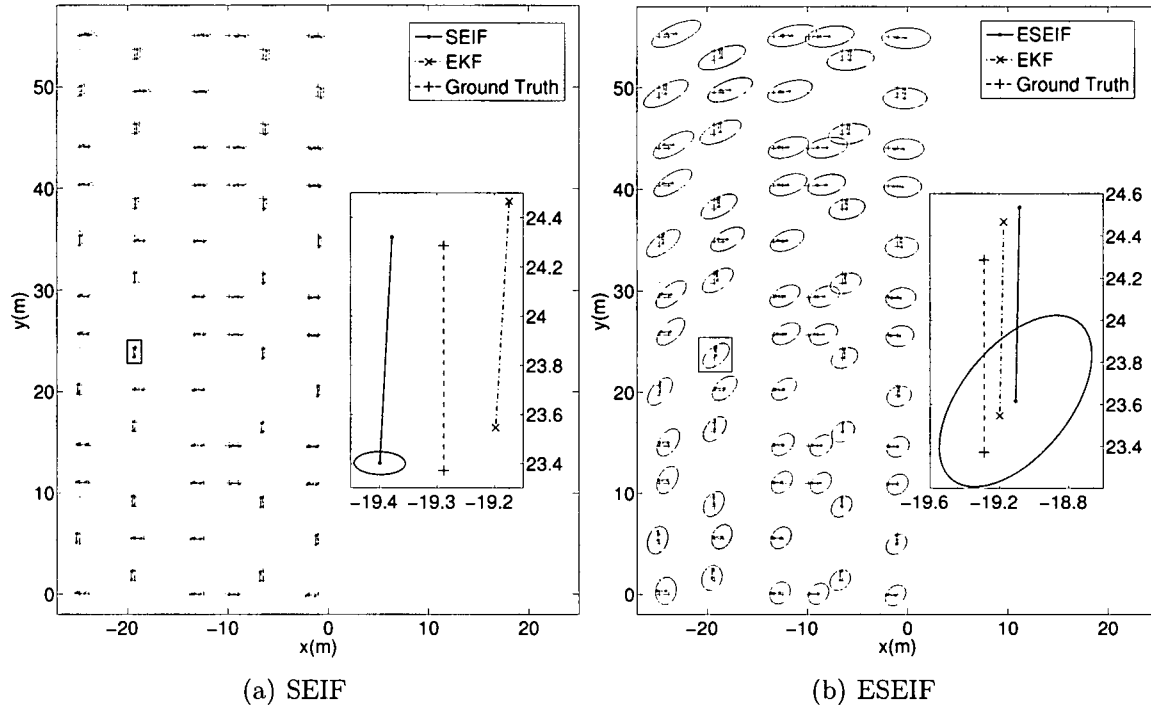 SEIF
EKF
Ground Truth
50
40
30
20
10
0
y(m)
24.4
24.2
24
23.8
23.6
23.4
−19.4 −19.3 −19.2
−20 −10 0 10 20
x(m)
(a) SEIF
ESEIF
EKF
Ground Truth
50
40
30
20
10
0
y(m)
24.6
24.4
24.2
24
23.8
23.6
23.4
−19.6 −19.2 −18.8
−20 −10 0 10 20
x(m)
(b) ESEIF